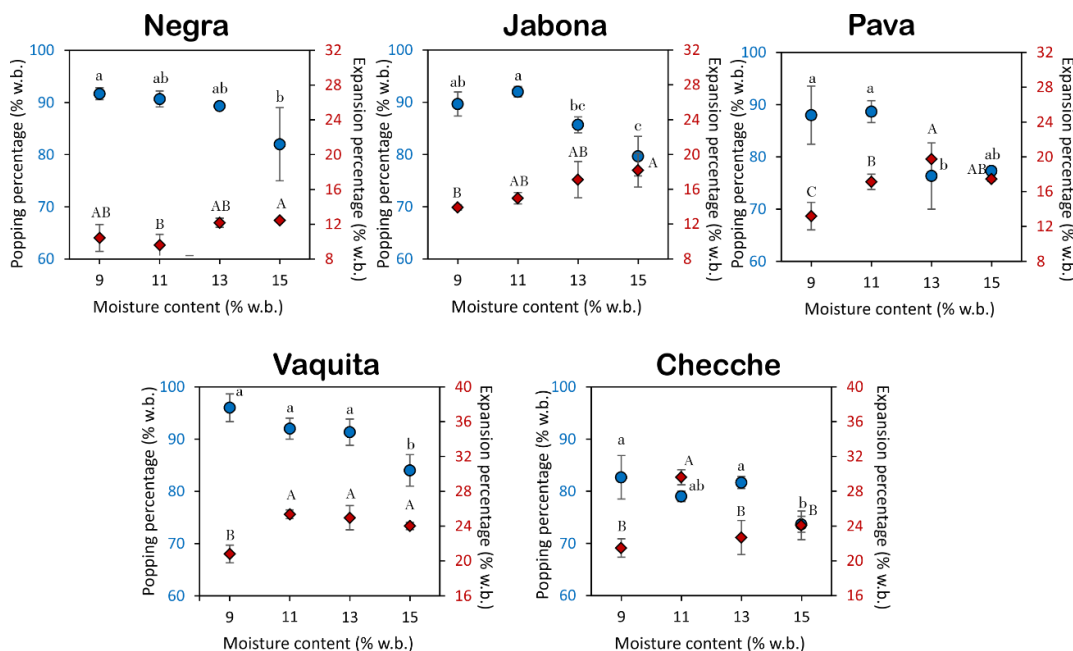 Negra
Popping percentage (% w.b.)
100
90
80
70
60
a
ab
ab
b
AB
B
AB
A
32
28
24
20
16
12
8
Expansion percentage (% w.b.)
9 11 13 15
Moisture content (% w.b.)
Jabona
Popping percentage (% w.b.)
100
90
80
70
60
ab
a
bc
c
B
AB
AB
A
32
28
24
20
16
12
8
Expansion percentage (% w.b.)
9 11 13 15
Moisture content (% w.b.)
Pava
Popping percentage (% w.b.)
100
90
80
70
60
a
a
b
ab
C
B
A
AB
32
28
24
20
16
12
8
Expansion percentage (% w.b.)
9 11 13 15
Moisture content (% w.b.)
Vaquita
Popping percentage (% w.b.)
100
90
80
70
60
a
a
a
b
B
A
A
A
40
36
32
28
24
20
16
Expansion percentage (% w.b.)
9 11 13 15
Moisture content (% w.b.)
Checche
Popping percentage (% w.b.)
100
90
80
70
60
a
ab
a
b
B
A
B
B
40
36
32
28
24
20
16
Expansion percentage (% w.b.)
9 11 13 15
Moisture content (% w.b.)